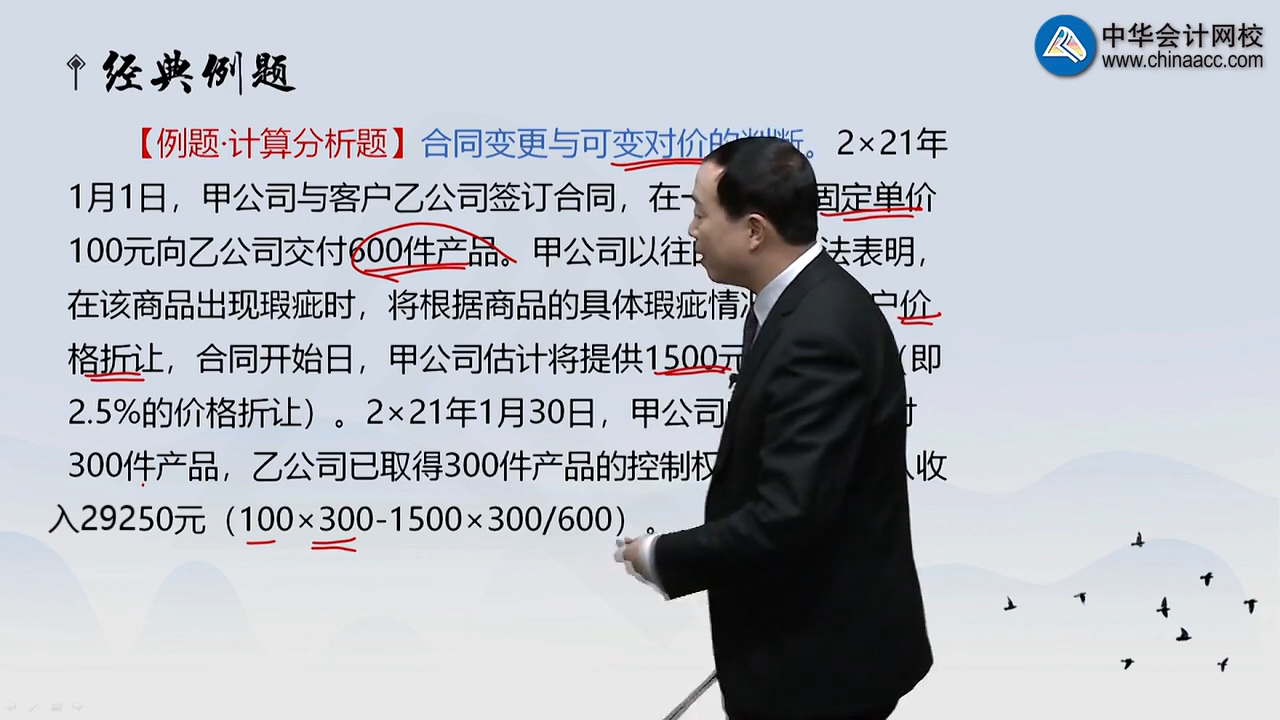 中华会计网校
www.chinaacc.com
经典例题
【例题·计算分析题】合同变更与可变对价的判断。2×21年
1月1日，甲公司与客户乙公司签订合同，在一 固定单价
100元向乙公司交付600件产品。甲公司以往的 法表明，
在该商品出现瑕疵时，将根据商品的具体瑕疵情况 户价
格折让，合同开始日，甲公司估计将提供1500元 （即
2.5%的价格折让）。2×21年1月30日，甲公司 付
300件产品，乙公司已取得300件产品的控制权 入收
入29250元（100×300-1500×300/600）。